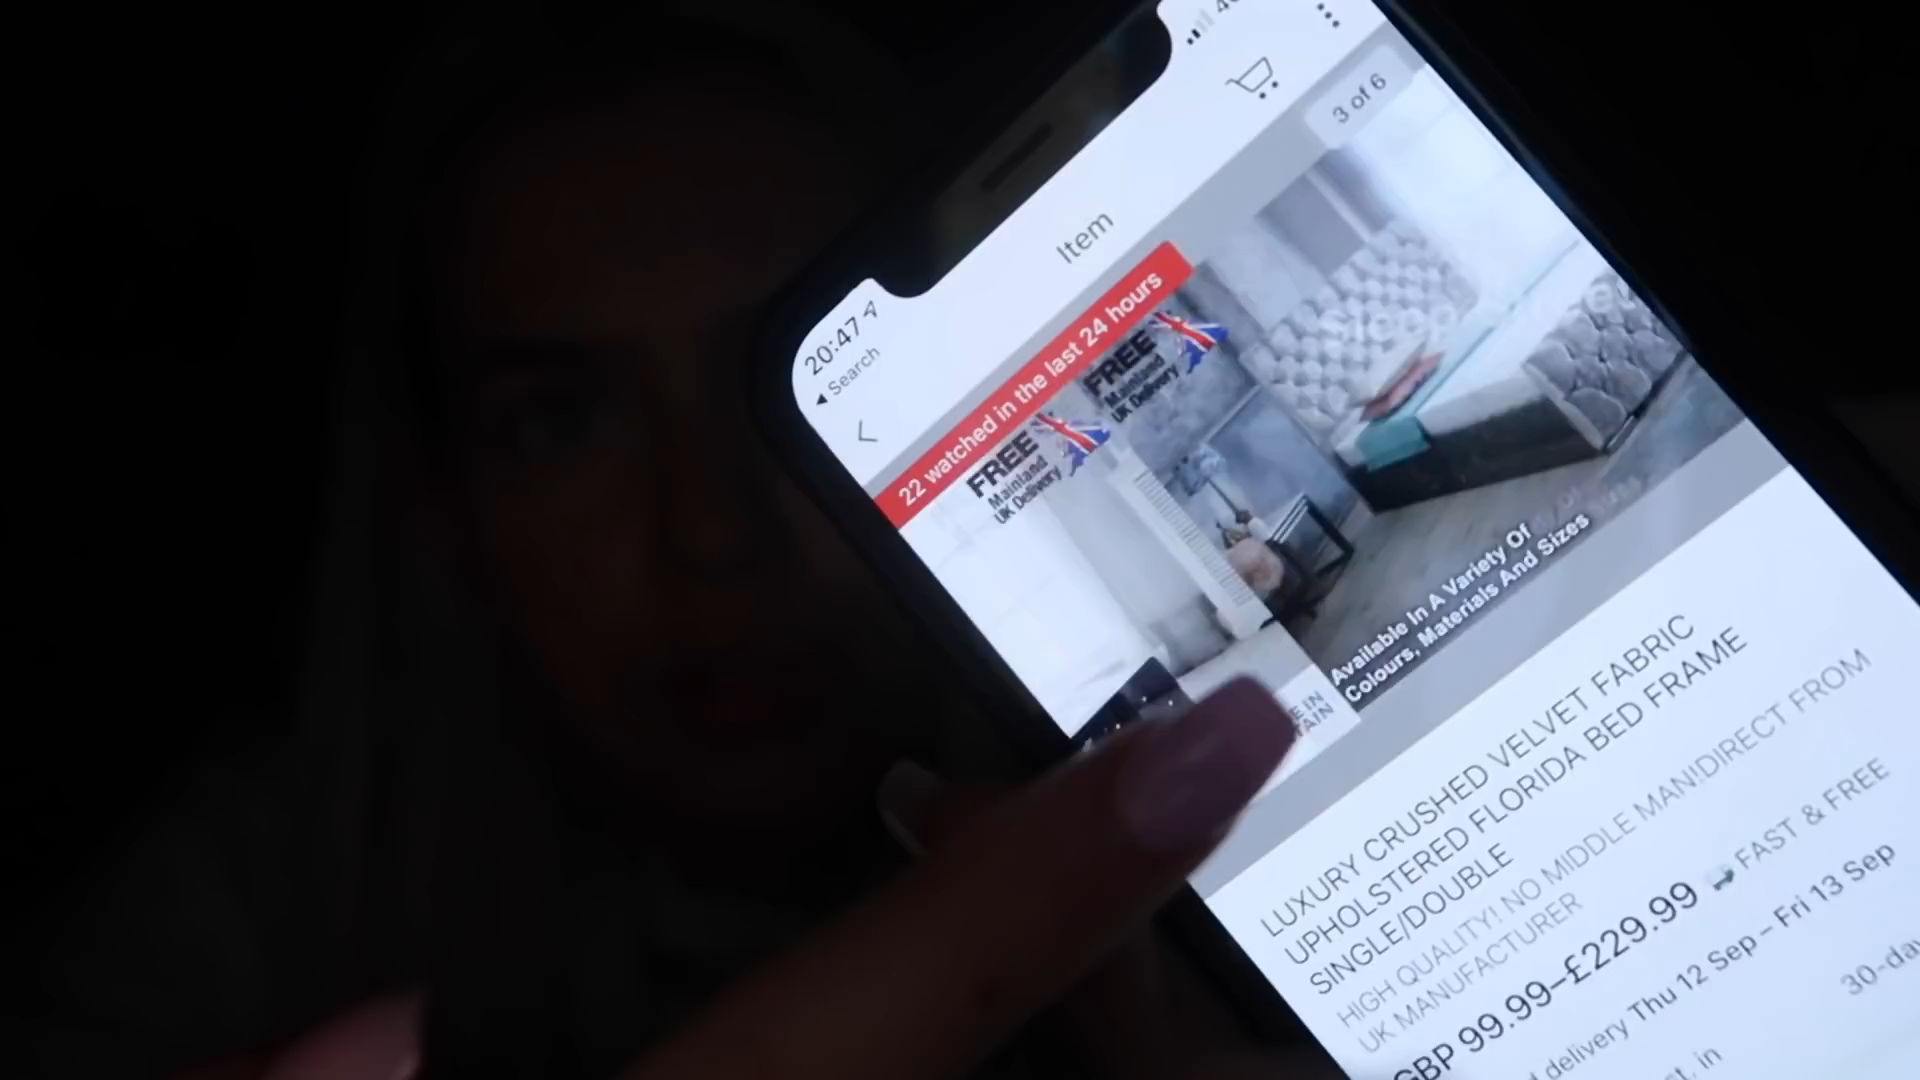 20:47
Search
Item
3 of 6
22 watched in the last 24 hours
FREE
Mainland
UK Delivery
FREE
Mainland
UK Delivery
Available In A Variety Of
Colours, Materials And Sizes
LUXURY CRUSHED VELVET FABRIC
UPHOLSTERED FLORIDA BED FRAME
SINGLE/DOUBLE
HIGH QUALITY! NO MIDDLE MAN!DIRECT FROM
UK MANUFACTURER
GBP 99.99–£229.99
FAST & FREE
delivery Thu 12 Sep – Fri 13 Sep
30-day
in